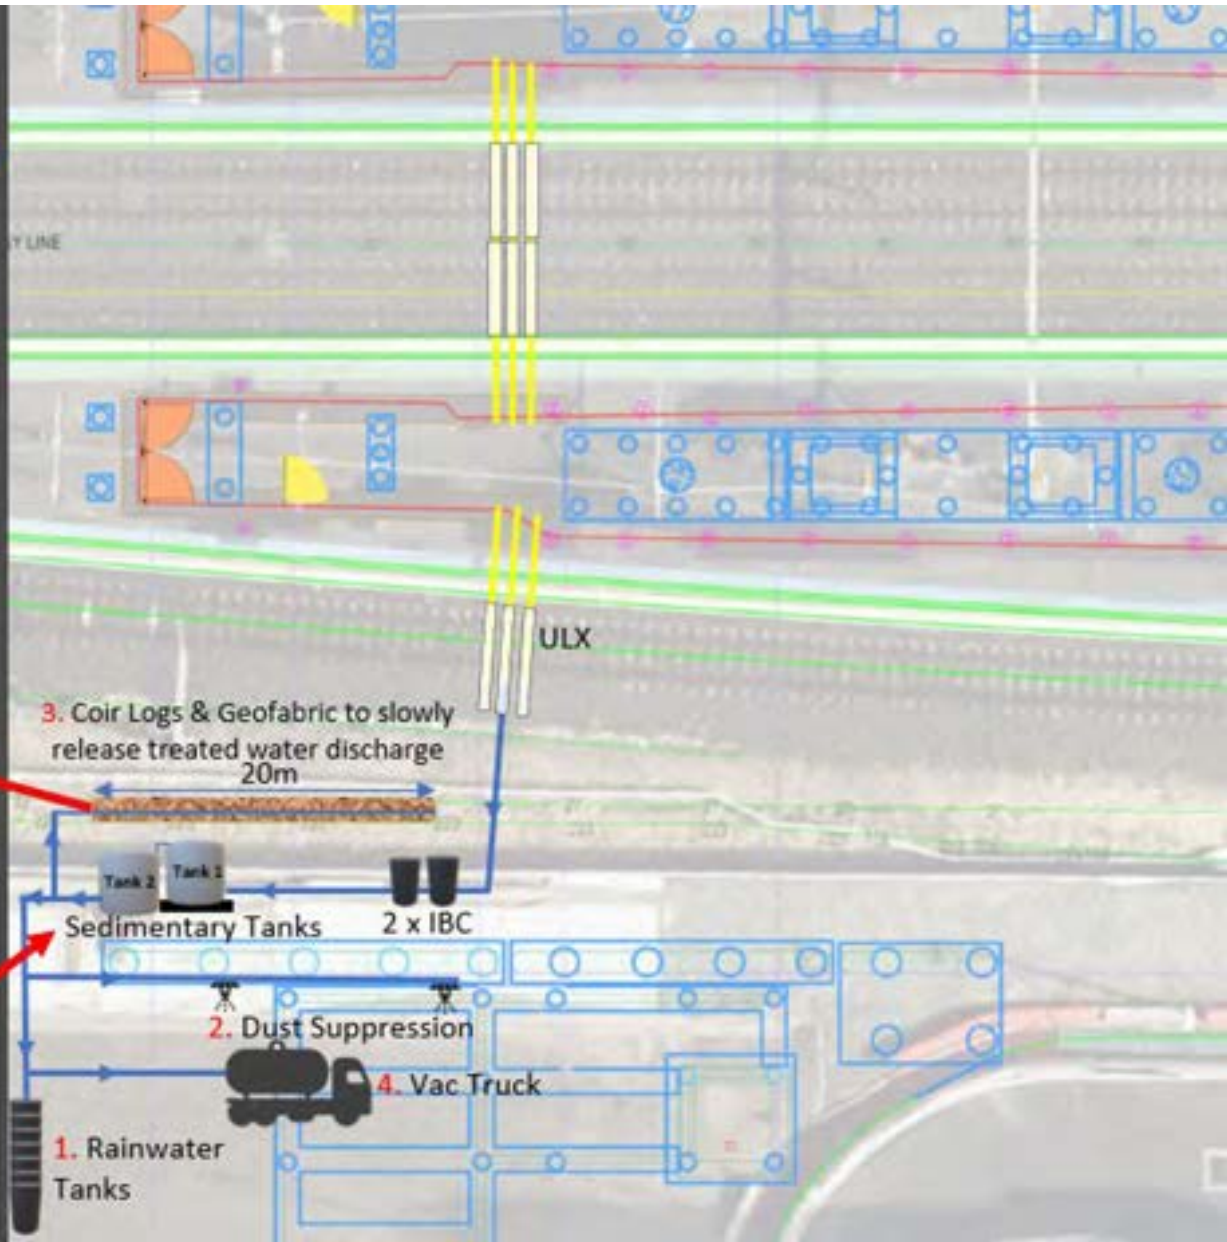 Y LINE
ULX
3. Coir Logs & Geofabric to slowly
release treated water discharge
20m
Tank 2
Tank 1
Sedimentary Tanks
2 x IBC
2. Dust Suppression
4. Vac Truck
1. Rainwater
Tanks